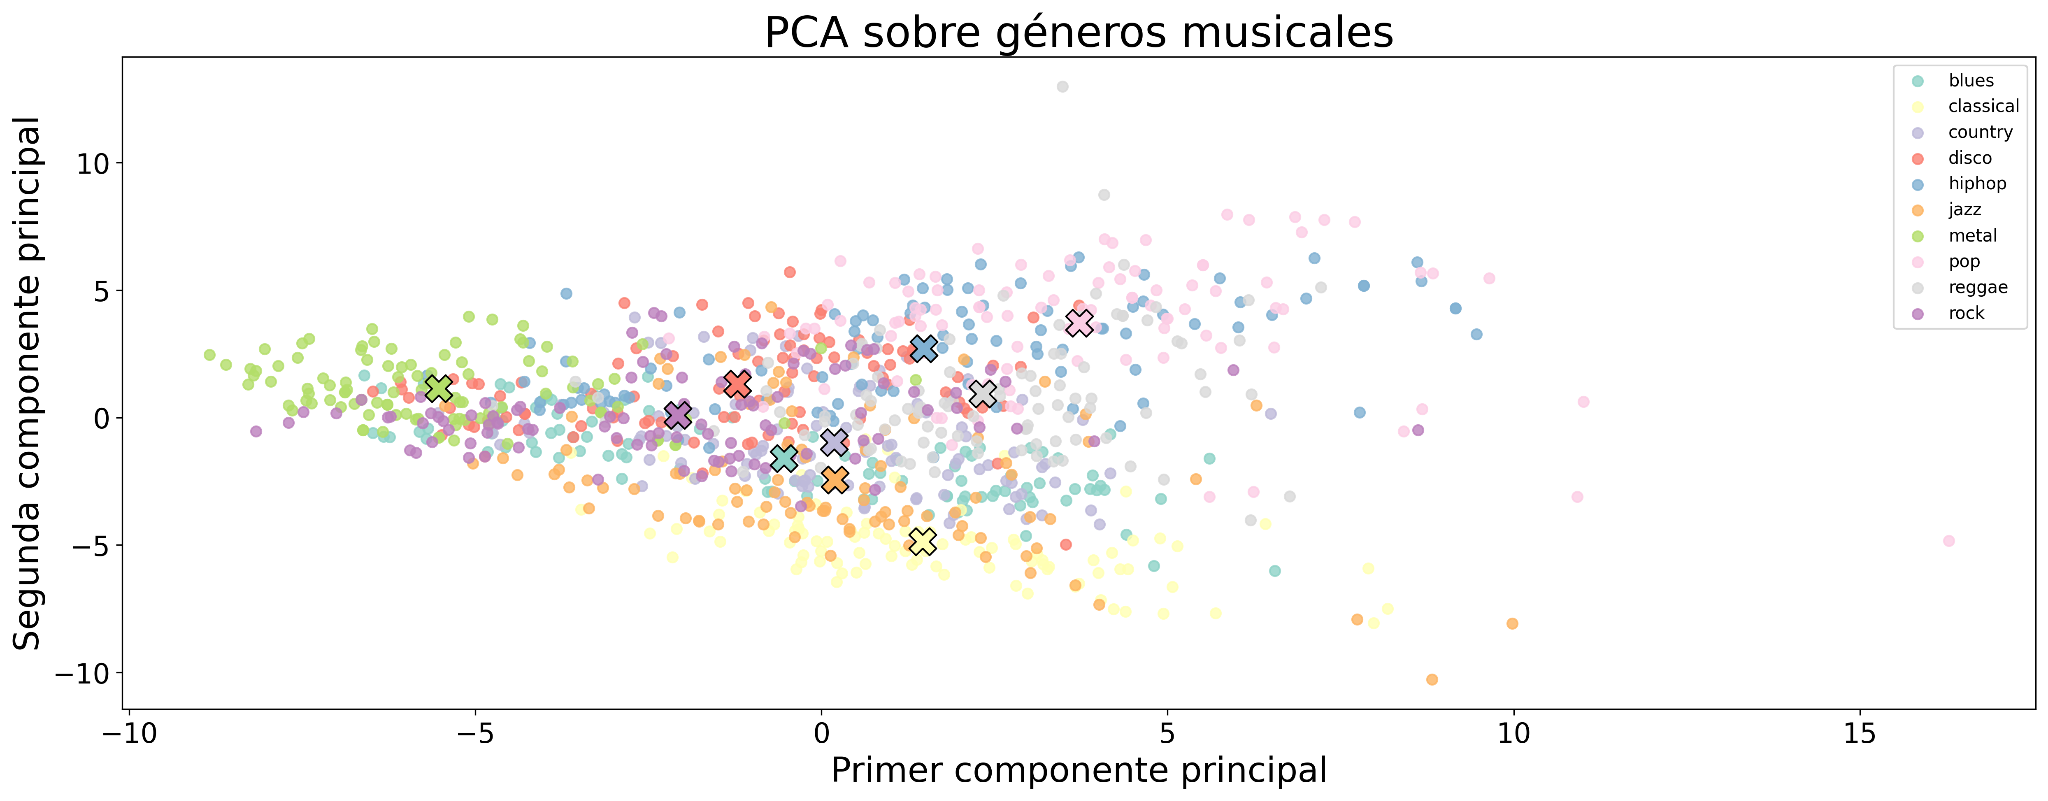 PCA sobre géneros musicales
Segunda componente principal
10
5
0
−5
−10
−10
−5
0
5
10
15
Primer componente principal
blues
classical
country
disco
hiphop
jazz
metal
pop
reggae
rock